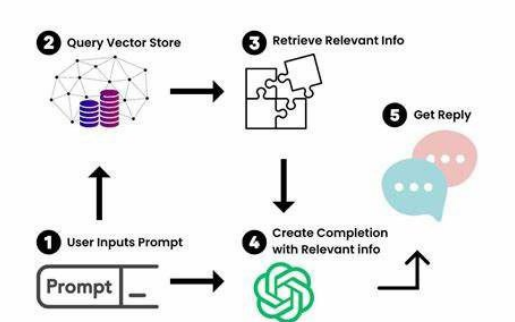 1 User Inputs Prompt
Prompt _
2 Query Vector Store
3 Retrieve Relevant Info
4 Create Completion
with Relevant info
5 Get Reply